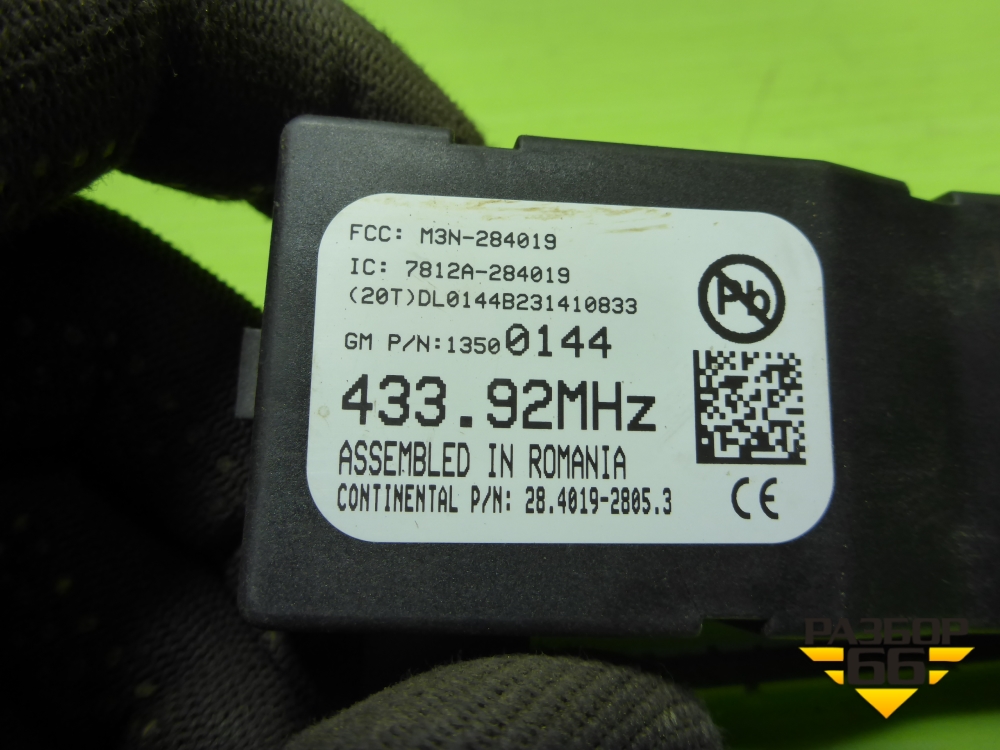 FCC: M3N-284019
IC: 7812A-284019
(20T)DL0144B231410833
GM P/N:13500144
433.92MHz
ASSEMBLED IN ROMANIA
CONTINENTAL P/N: 28.4019-2805.3
Pb
CE
РАЗБОР
66